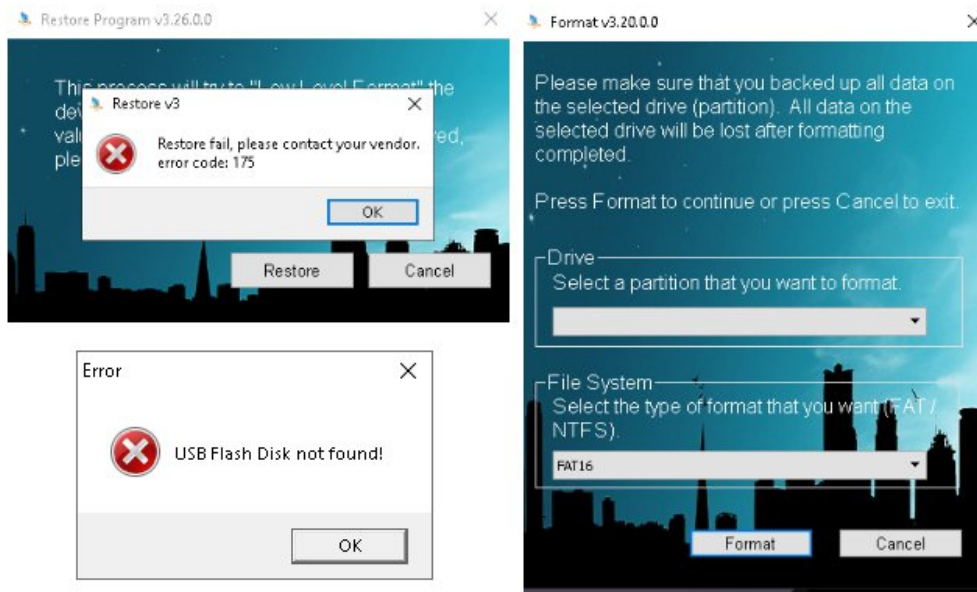 Restore Program v3.26.0.0
This process will try to "Low Level Format" the
Restore v3
Restore fail, please contact your vendor.
error code: 175
OK
Restore
Cancel
Error
USB Flash Disk not found!
OK
Format v3.20.0.0
Please make sure that you backed up all data on
the selected drive (partition). All data on the
selected drive will be lost after formatting
completed.
Press Format to continue or press Cancel to exit.
Drive
Select a partition that you want to format.
File System
Select the type of format that you want (FAT /
NTFS).
FAT16
Format
Cancel